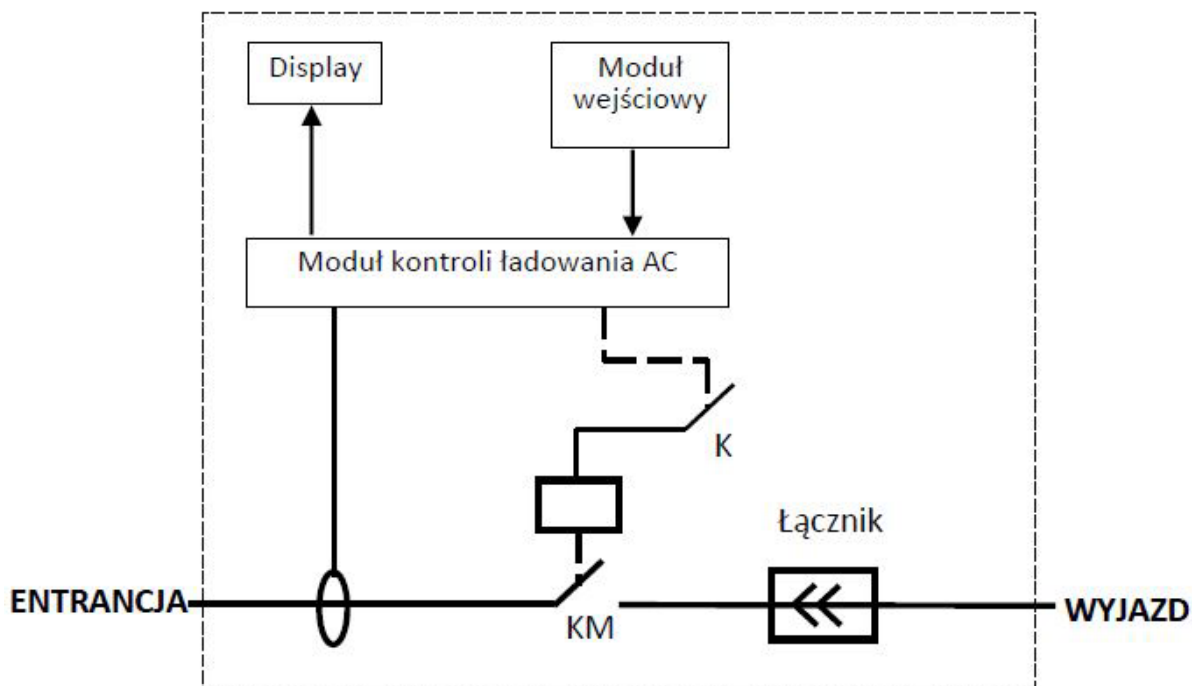 Display
Moduł
wejściowy
Moduł kontroli ładowania AC
K
Łącznik
ENTRANCJA
KM
WYJAZD